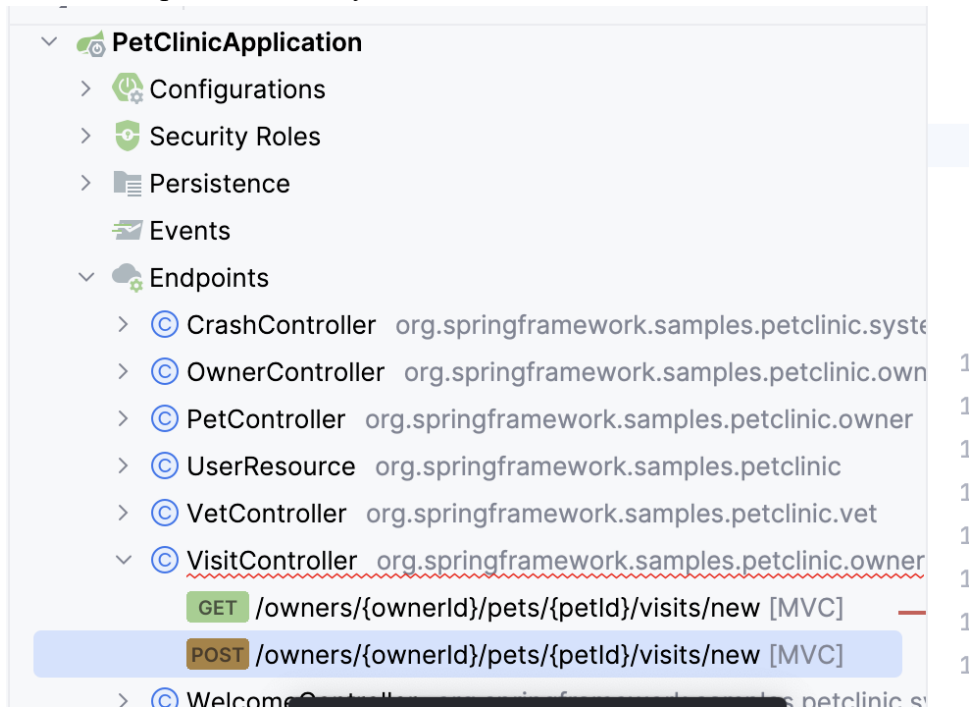 PetClinicApplication
Configurations
Security Roles
Persistence
Events
Endpoints
CrashController org.springframework.samples.petclinic.syste
OwnerController org.springframework.samples.petclinic.own
PetController org.springframework.samples.petclinic.owner
UserResource org.springframework.samples.petclinic
VetController org.springframework.samples.petclinic.vet
VisitController org.springframework.samples.petclinic.owner
GET /owners/{ownerId}/pets/{petId}/visits/new [MVC]
POST /owners/{ownerId}/pets/{petId}/visits/new [MVC]